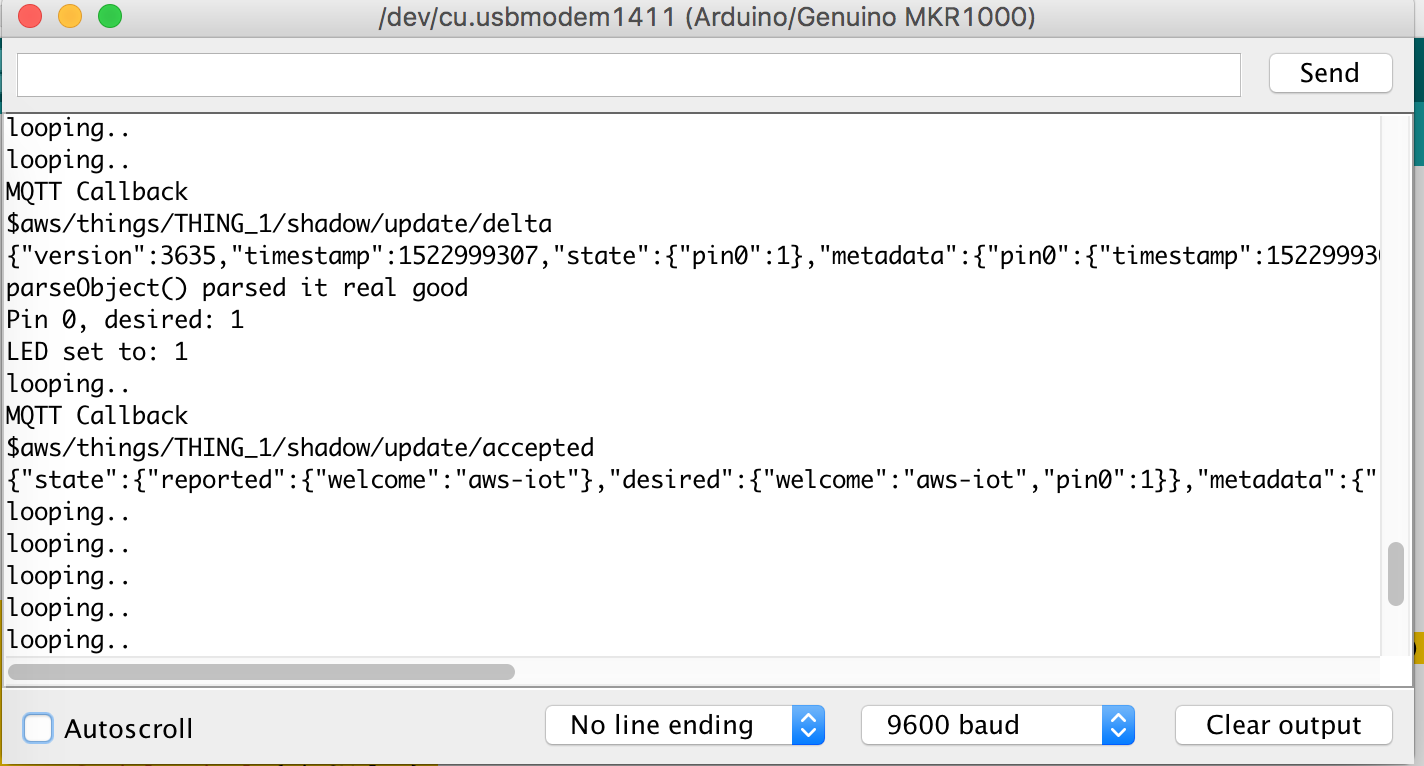 /dev/cu.usbmodem1411 (Arduino/Genuino MKR1000)
Send
looping..
looping..
MQTT Callback
$aws/things/THING_1/shadow/update/delta
{"version":3635,"timestamp":1522999307,"state":{"pin0":1},"metadata":{"pin0":{"timestamp":15229993
parseObject() parsed it real good
Pin 0, desired: 1
LED set to: 1
looping..
MQTT Callback
$aws/things/THING_1/shadow/update/accepted
{"state":{"reported":{"welcome":"aws-iot"},"desired":{"welcome":"aws-iot","pin0":1}},"metadata":{"
looping..
looping..
looping..
looping..
looping..
Autoscroll
No line ending
9600 baud
Clear output